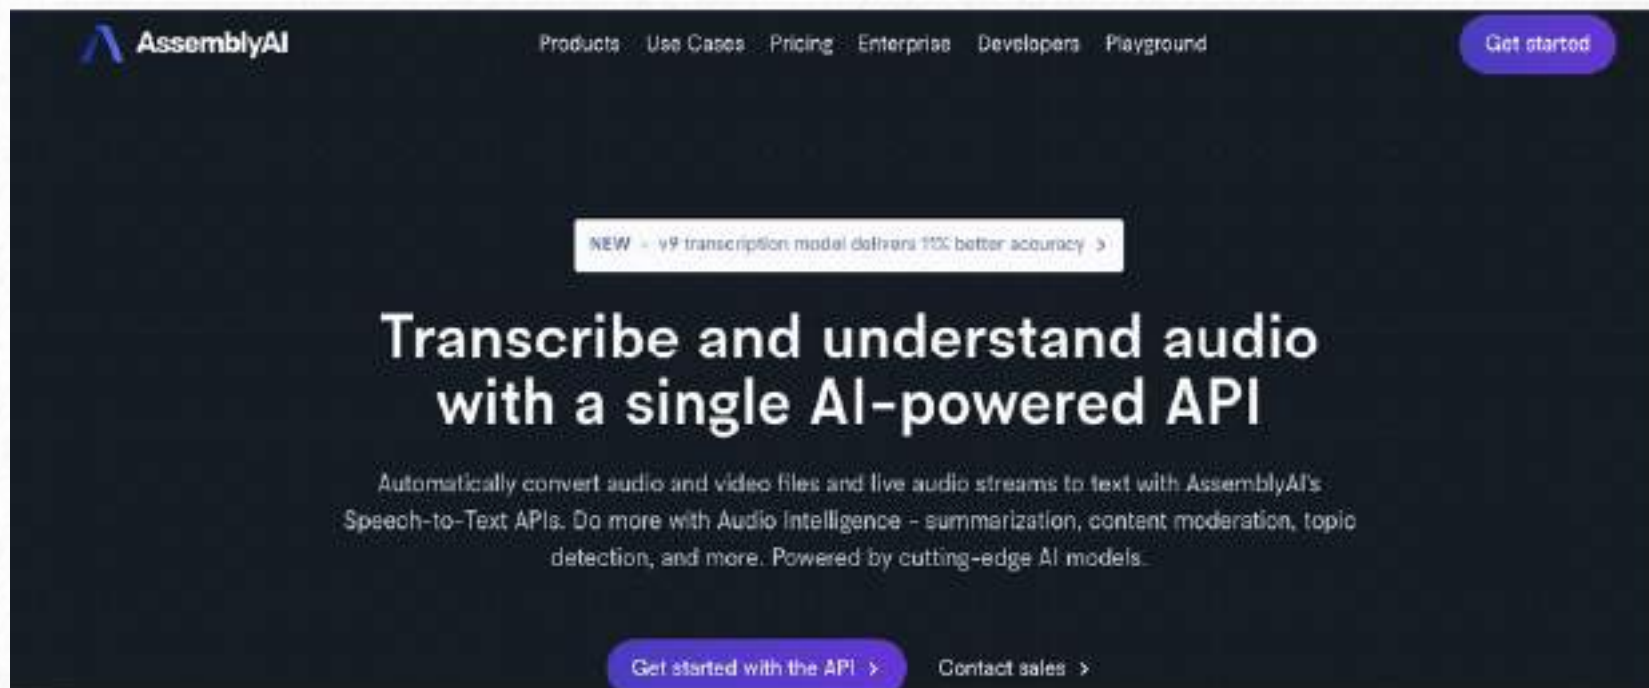 AssemblyAI
Products Use Cases Pricing Enterprise Developers Playground
Get started
NEW - v9 transcription model delivers 11% better accuracy >
Transcribe and understand audio
with a single AI-powered API
Automatically convert audio and video files and live audio streams to text with AssemblyAI's
Speech-to-Text APIs. Do more with Audio Intelligence - summarization, content moderation, topic
detection, and more. Powered by cutting-edge AI models.
Get started with the API >
Contact sales >